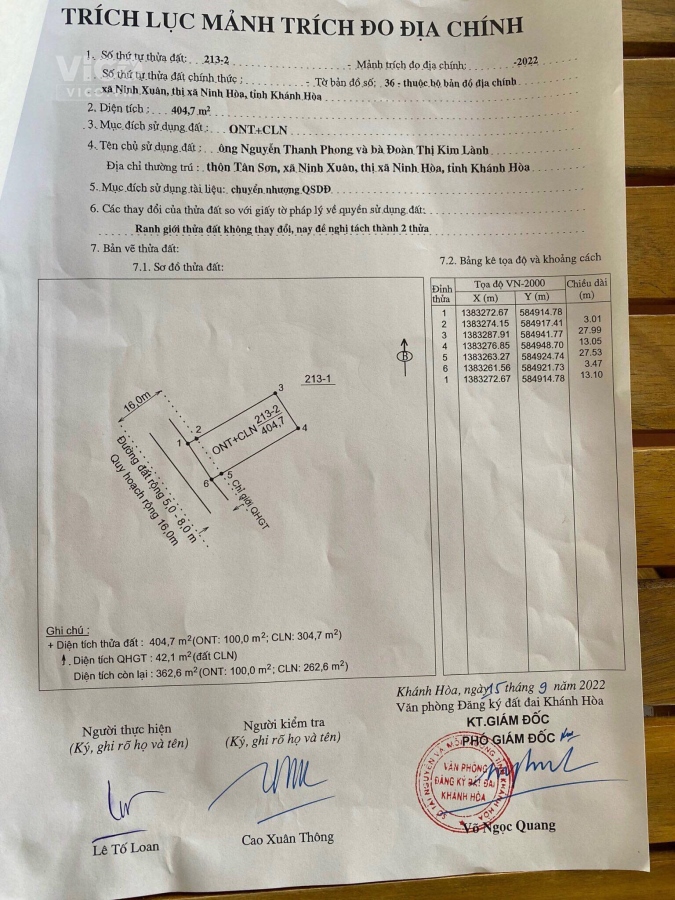 TRÍCH LỤC MẢNH TRÍCH ĐO ĐỊA CHÍNH
1. Số thứ tự thửa đất: 213-2 - Mảnh trích đo địa chính: -2022
Số thứ tự thửa đất chính thức : - Tờ bản đồ số: 36 - thuộc bộ bản đồ địa chính
xã Ninh Xuân, thị xã Ninh Hòa, tỉnh Khánh Hòa
2. Diện tích : 404,7 m²
3. Mục đích sử dụng đất : ONT+CLN
4. Tên chủ sử dụng đất : ông Nguyễn Thanh Phong và bà Đoàn Thị Kim Lành
Địa chỉ thường trú : thôn Tân Sơn, xã Ninh Xuân, thị xã Ninh Hòa, tỉnh Khánh Hòa
5. Mục đích sử dụng tài liệu: chuyển nhượng QSDĐ
6. Các thay đổi của thửa đất so với giấy tờ pháp lý về quyền sử dụng đất:
Ranh giới thửa đất không thay đổi, nay đề nghị tách thành 2 thửa
7. Bản vẽ thửa đất:
7.1. Sơ đồ thửa đất:
7.2. Bảng kê tọa độ và khoảng cách
Đỉnh thửa Tọa độ VN-2000 Chiều dài (m)
X (m) Y (m)
1 1383272.67 584914.78
3.01
2 1383274.15 584917.41
27.99
3 1383287.91 584941.77
13.05
4 1383276.85 584948.70
27.53
5 1383263.27 584924.74
3.47
6 1383261.56 584921.73
13.10
1 1383272.67 584914.78
B
213-1
16,0m
1
2
3
4
5
6
ONT+CLN 213-2
404,7
Chỉ giới QHGT
Đường đất rộng 5,0 - 8,0 m
Quy hoạch rộng 16,0m
Ghi chú :
+ Diện tích thửa đất : 404,7 m² (ONT: 100,0 m²; CLN: 304,7 m²)
. Diện tích QHGT : 42,1 m² (đất CLN)
Diện tích còn lại : 362,6 m² (ONT: 100,0 m²; CLN: 262,6 m²)
Khánh Hòa, ngày 15 tháng 9 năm 2022
Văn phòng Đăng ký đất đai Khánh Hòa
KT.GIÁM ĐỐC
PHÓ GIÁM ĐỐC
Người thực hiện
(Ký, ghi rõ họ và tên)
Người kiểm tra
(Ký, ghi rõ họ và tên)
VĂN PHÒNG
ĐĂNG KÝ ĐẤT ĐAI
KHÁNH HÒA
Lê Tố Loan
Cao Xuân Thông
Võ Ngọc Quang